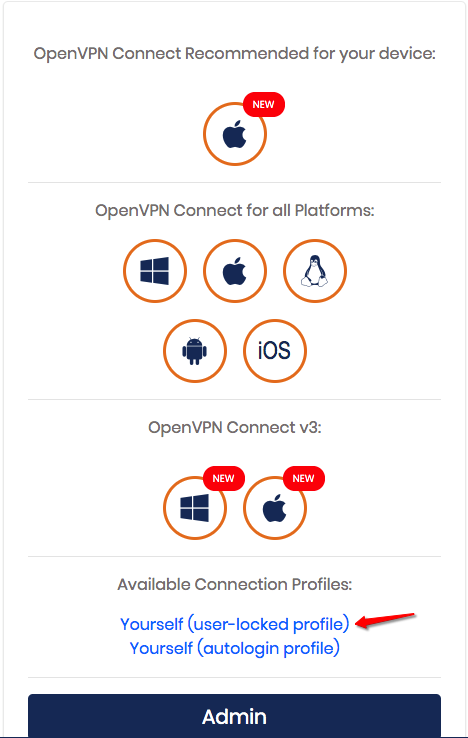 OpenVPN Connect Recommended for your device:
NEW
OpenVPN Connect for all Platforms:
iOS
OpenVPN Connect v3:
NEW NEW
Available Connection Profiles:
Yourself (user-locked profile)
Yourself (autologin profile)
Admin